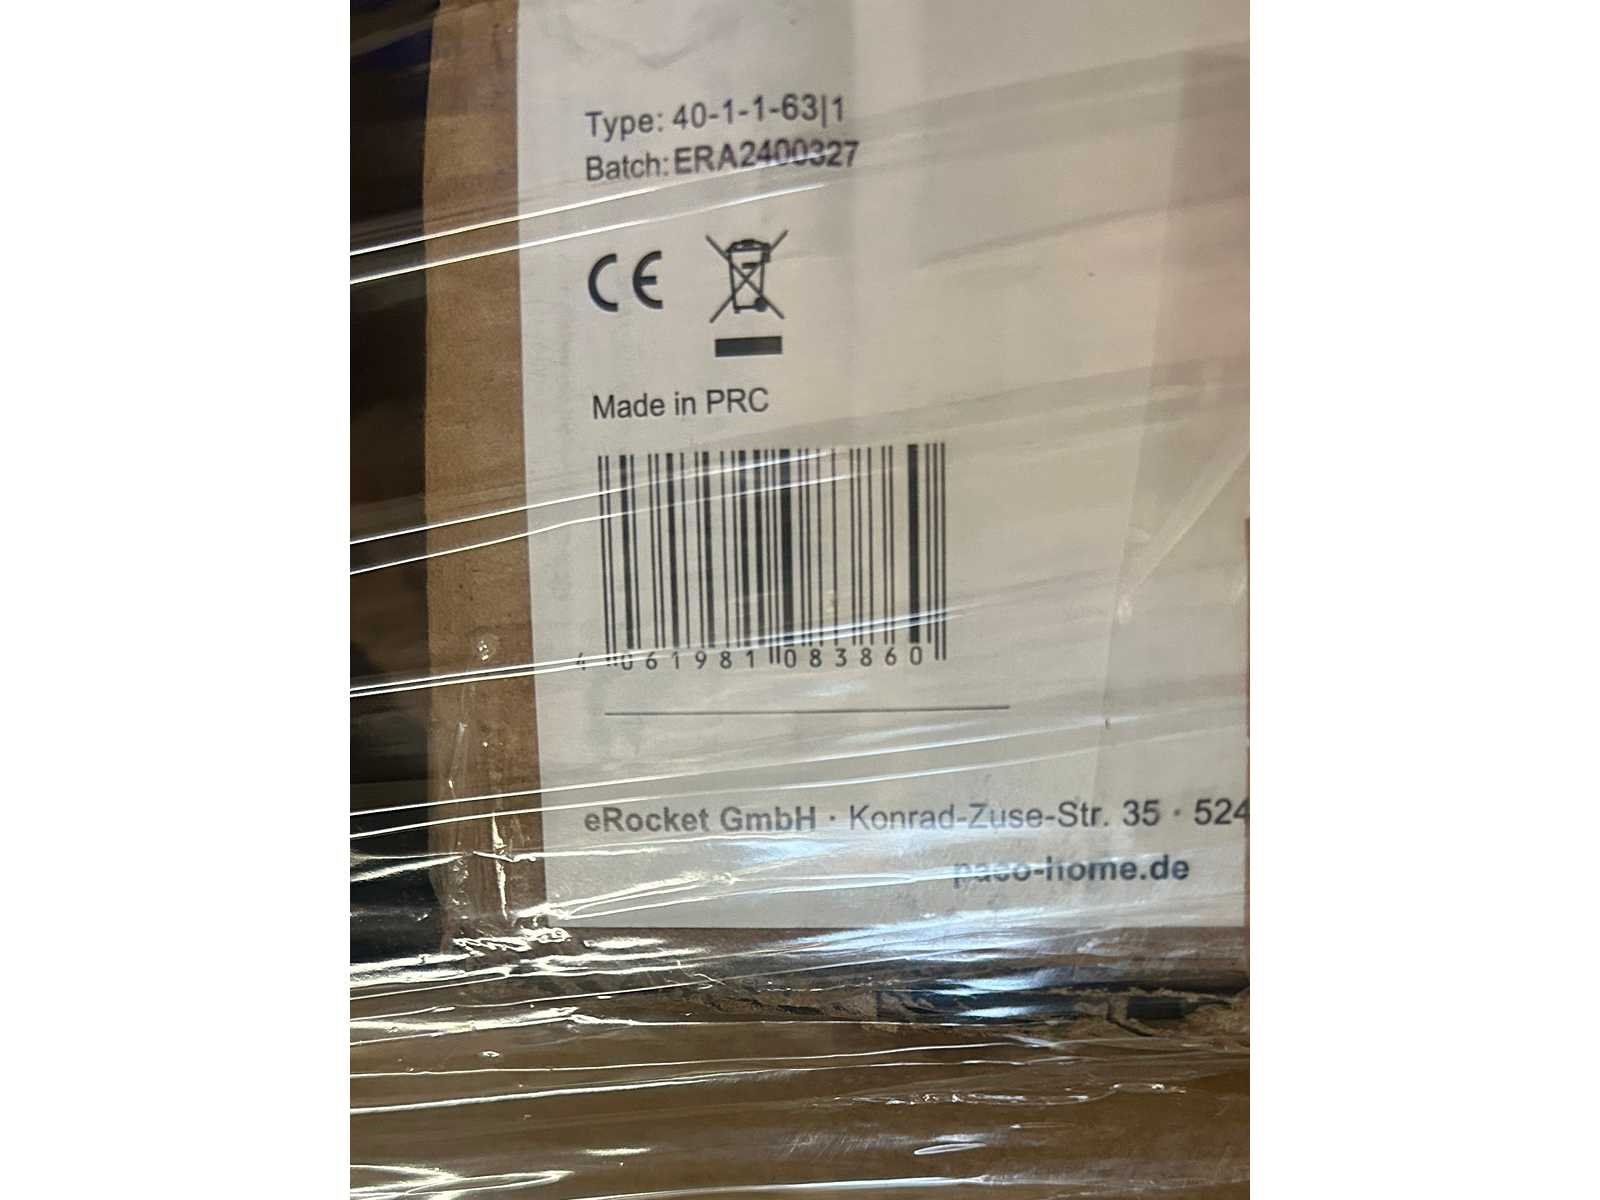 Type: 40-1-1-63|1
Batch: ERA2400327
CE
Made in PRC
4 061981 083860
eRocket GmbH · Konrad-Zuse-Str. 35 · 524
paco-home.de